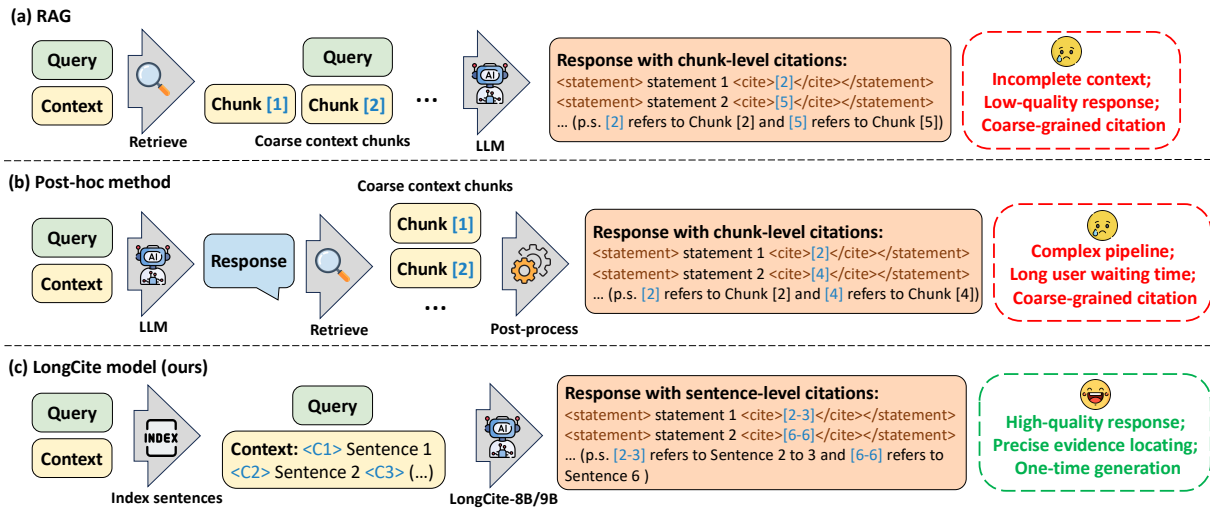 (a) RAG
Query
Context
Retrieve
Query
Chunk [1] Chunk [2] ...
Coarse context chunks
AI
LLM
Response with chunk-level citations:
<statement> statement 1 <cite>[2]</cite></statement>
<statement> statement 2 <cite>[5]</cite></statement>
... (p.s. [2] refers to Chunk [2] and [5] refers to Chunk [5])
Incomplete context;
Low-quality response;
Coarse-grained citation
(b) Post-hoc method
Query
Context
AI
LLM
Response
Retrieve
Coarse context chunks
Chunk [1]
Chunk [2]
...
Post-process
Response with chunk-level citations:
<statement> statement 1 <cite>[2]</cite></statement>
<statement> statement 2 <cite>[4]</cite></statement>
... (p.s. [2] refers to Chunk [2] and [4] refers to Chunk [4])
Complex pipeline;
Long user waiting time;
Coarse-grained citation
(c) LongCite model (ours)
Query
Context
INDEX
Index sentences
Query
Context: <C1> Sentence 1
<C2> Sentence 2 <C3> (...)
AI
LongCite-8B/9B
Response with sentence-level citations:
<statement> statement 1 <cite>[2-3]</cite></statement>
<statement> statement 2 <cite>[6-6]</cite></statement>
... (p.s. [2-3] refers to Sentence 2 to 3 and [6-6] refers to
Sentence 6 )
High-quality response;
Precise evidence locating;
One-time generation